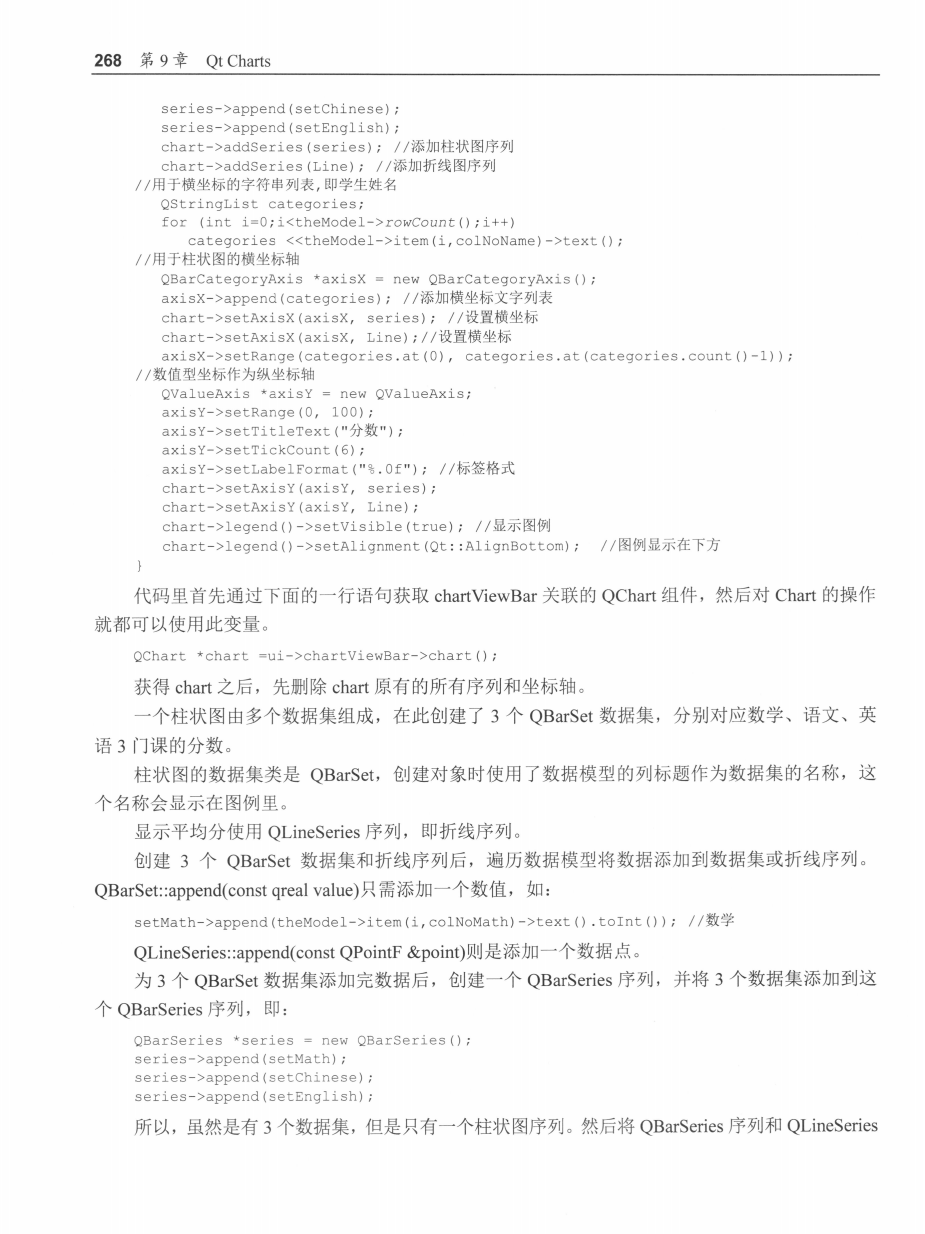 268 第 9 章 Qt Charts
series->append(setChinese);
series->append(setEnglish);
chart->addSeries(series); //添加柱状图序列
chart->addSeries(Line); //添加折线图序列
//用于横坐标的字符串列表,即学生姓名
QStringList categories;
for (int i=0;i<theModel->rowCount();i++)
categories <<theModel->item(i,colNoName)->text();
//用于柱状图的横坐标轴
QBarCategoryAxis *axisX = new QBarCategoryAxis();
axisX->append(categories); //添加横坐标文字列表
chart->setAxisX(axisX, series); //设置横坐标
chart->setAxisX(axisX, Line);//设置横坐标
axisX->setRange(categories.at(0), categories.at(categories.count()-1));
//数值型坐标作为纵坐标轴
QValueAxis *axisY = new QValueAxis;
axisY->setRange(0, 100);
axisY->setTitleText("分数");
axisY->setTickCount(6);
axisY->setLabelFormat("%.0f"); //标签格式
chart->setAxisY(axisY, series);
chart->setAxisY(axisY, Line);
chart->legend()->setVisible(true); //显示图例
chart->legend()->setAlignment(Qt::AlignBottom); //图例显示在下方
}
代码里首先通过下面的一行语句获取 chartViewBar 关联的 QChart 组件，然后对 Chart 的操作
就都可以使用此变量。
QChart *chart =ui->chartViewBar->chart();
获得 chart 之后，先删除 chart 原有的所有序列和坐标轴。
一个柱状图由多个数据集组成，在此创建了 3 个 QBarSet 数据集，分别对应数学、语文、英
语 3 门课的分数。
柱状图的数据集类是 QBarSet，创建对象时使用了数据模型的列标题作为数据集的名称，这
个名称会显示在图例里。
显示平均分使用 QLineSeries 序列，即折线序列。
创建 3 个 QBarSet 数据集和折线序列后，遍历数据模型将数据添加到数据集或折线序列。
QBarSet::append(const qreal value)只需添加一个数值，如：
setMath->append(theModel->item(i,colNoMath)->text().toInt()); //数学
QLineSeries::append(const QPointF &point)则是添加一个数据点。
为 3 个 QBarSet 数据集添加完数据后，创建一个 QBarSeries 序列，并将 3 个数据集添加到这
个 QBarSeries 序列，即：
QBarSeries *series = new QBarSeries();
series->append(setMath);
series->append(setChinese);
series->append(setEnglish);
所以，虽然是有 3 个数据集，但是只有一个柱状图序列。然后将 QBarSeries 序列和 QLineSeries